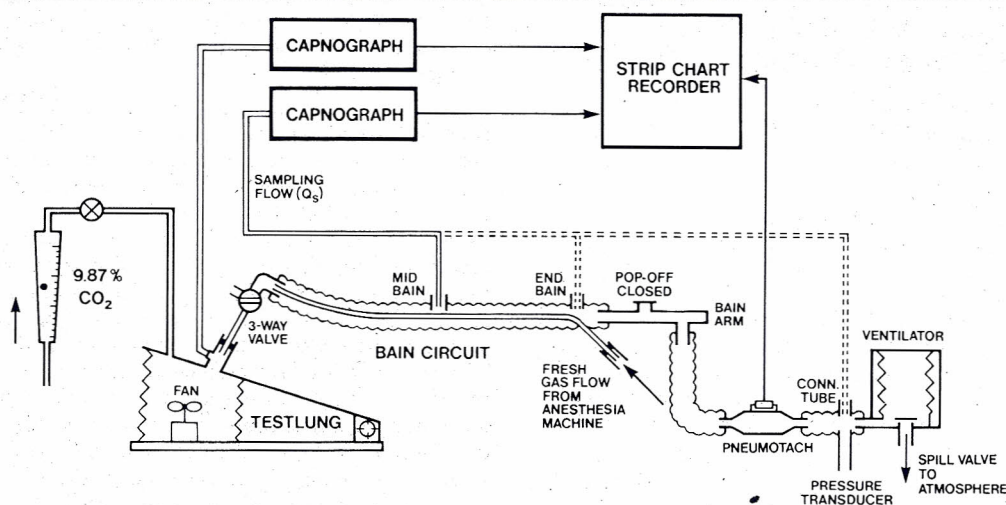 CAPNOGRAPH
CAPNOGRAPH
STRIP CHART
RECORDER
SAMPLING
FLOW (Qs)
9.87%
CO₂
3-WAY
VALVE
MID
BAIN
END
BAIN
POP-OFF
CLOSED
BAIN
ARM
BAIN CIRCUIT
FRESH
GAS FLOW
FROM
ANESTHESIA
MACHINE
FAN
TESTLUNG
PNEUMOTACH
CONN.
TUBE
VENTILATOR
PRESSURE
TRANSDUCER
SPILL VALVE
TO
ATMOSPHERE